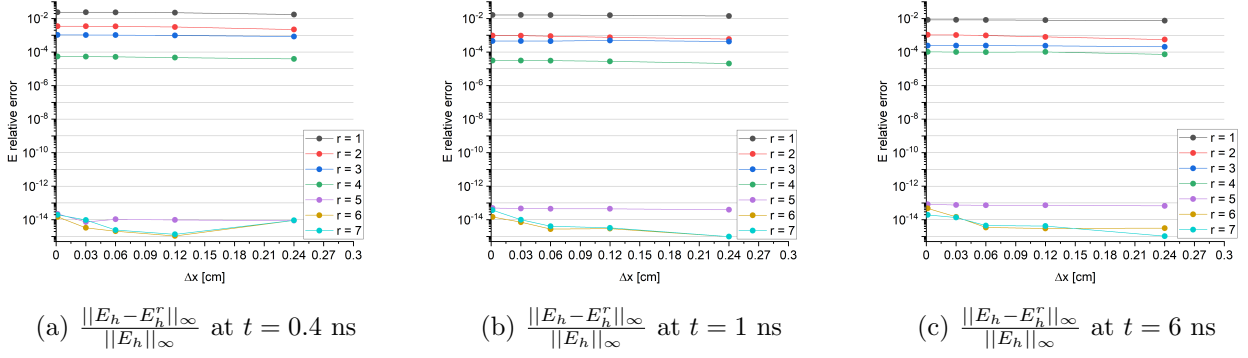 E relative error
10^-2
10^-4
10^-6
10^-8
10^-10
10^-12
10^-14
0 0.03 0.06 0.09 0.12 0.15 0.18 0.21 0.24 0.27 0.3
Δx [cm]
r = 1
r = 2
r = 3
r = 4
r = 5
r = 6
r = 7
(a) ||E_h−E_h^r||_∞ / ||E_h||_∞ at t = 0.4 ns
E relative error
10^-2
10^-4
10^-6
10^-8
10^-10
10^-12
10^-14
0 0.03 0.06 0.09 0.12 0.15 0.18 0.21 0.24 0.27 0.3
Δx [cm]
r = 1
r = 2
r = 3
r = 4
r = 5
r = 6
r = 7
(b) ||E_h−E_h^r||_∞ / ||E_h||_∞ at t = 1 ns
E relative error
10^-2
10^-4
10^-6
10^-8
10^-10
10^-12
10^-14
0 0.03 0.06 0.09 0.12 0.15 0.18 0.21 0.24 0.27 0.3
Δx [cm]
r = 1
r = 2
r = 3
r = 4
r = 5
r = 6
r = 7
(c) ||E_h−E_h^r||_∞ / ||E_h||_∞ at t = 6 ns